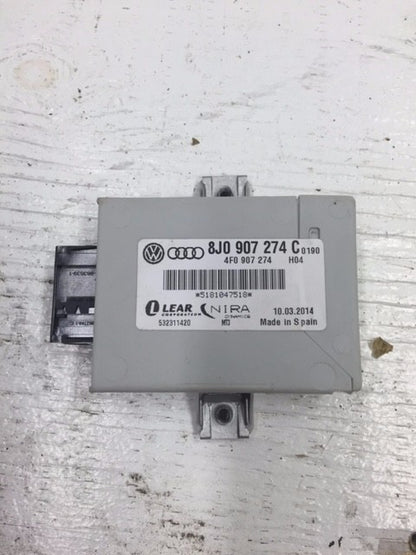 8J0 907 274 C 0190
4F0 907 274 H04
*5181047518*
LEAR NIRA 10.03.2014
CORPORATION DYNAMICS
532311420 Made in Spain